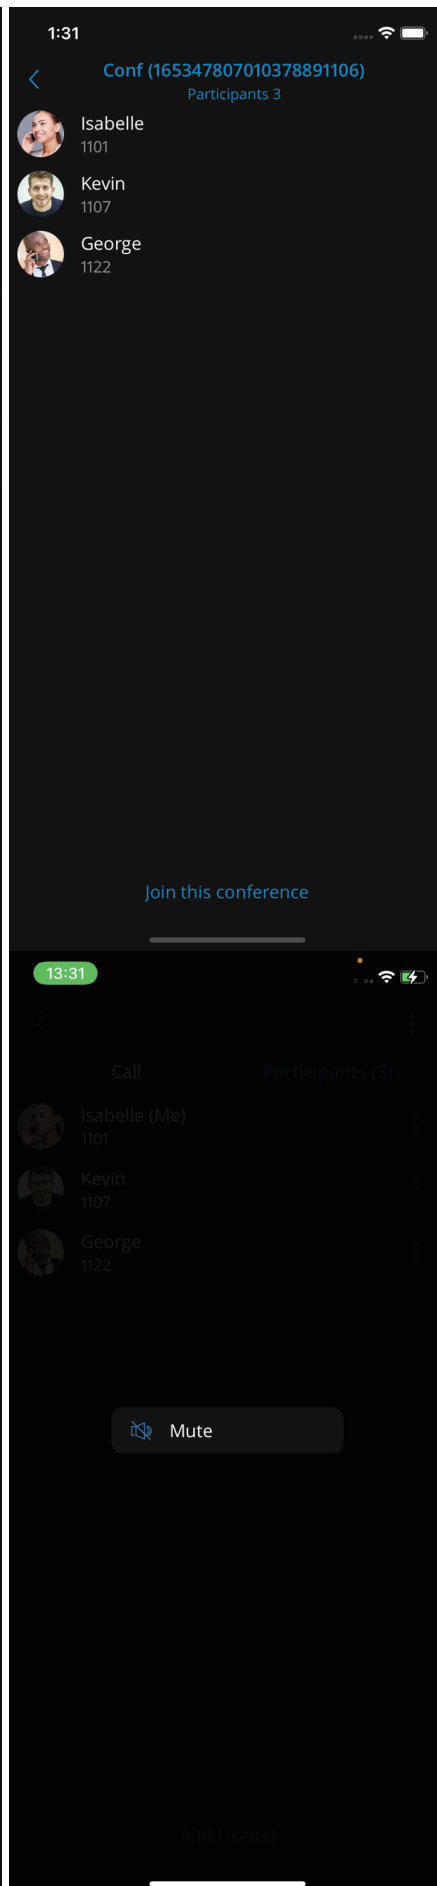 1:31
Conf (165347807010378891106)
Participants 3
Isabelle
1101
Kevin
1107
George
1122
Join this conference
13:31
Call
Participants (3)
Isabelle (Me)
1101
Kevin
1107
George
1122
Mute
Add User(s)